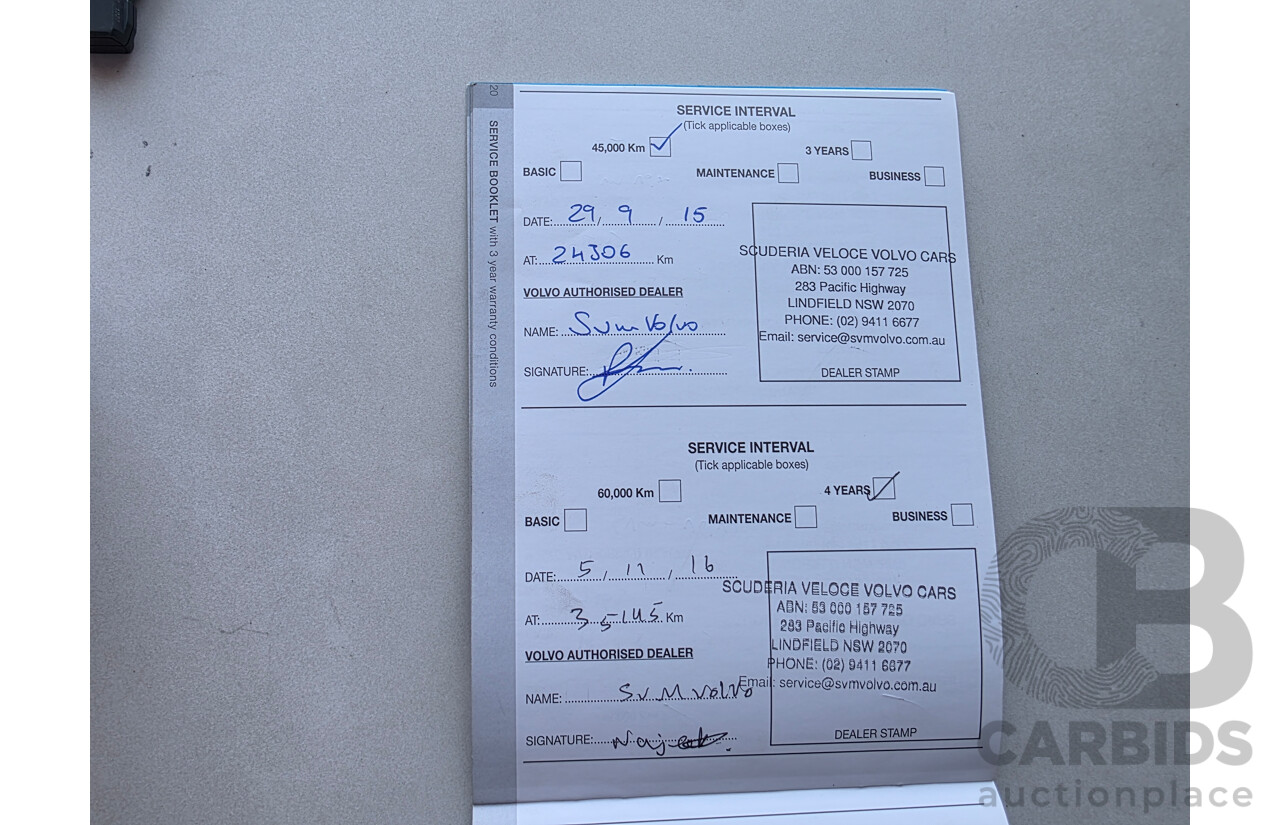 20
SERVICE BOOKLET with 3 year warranty conditions
SERVICE INTERVAL
(Tick applicable boxes)
45,000 Km
3 YEARS
BASIC
MAINTENANCE
BUSINESS
DATE: 29 / 9 / 15
AT: 24306 Km
VOLVO AUTHORISED DEALER
NAME: Svm Volvo
SIGNATURE:
SCUDERIA VELOCE VOLVO CARS
ABN: 53 000 157 725
283 Pacific Highway
LINDFIELD NSW 2070
PHONE: (02) 9411 6677
Email: service@svmvolvo.com.au
DEALER STAMP
SERVICE INTERVAL
(Tick applicable boxes)
60,000 Km
4 YEARS
BASIC
MAINTENANCE
BUSINESS
DATE: 5 / 11 / 16
AT: 35145 Km
VOLVO AUTHORISED DEALER
NAME: SVM VOLVO
SIGNATURE:
SCUDERIA VELOCE VOLVO CARS
ABN: 53 000 157 725
283 Pacific Highway
LINDFIELD NSW 2070
PHONE: (02) 9411 6677
Email: service@svmvolvo.com.au
DEALER STAMP
CARBIDS
auctionplace